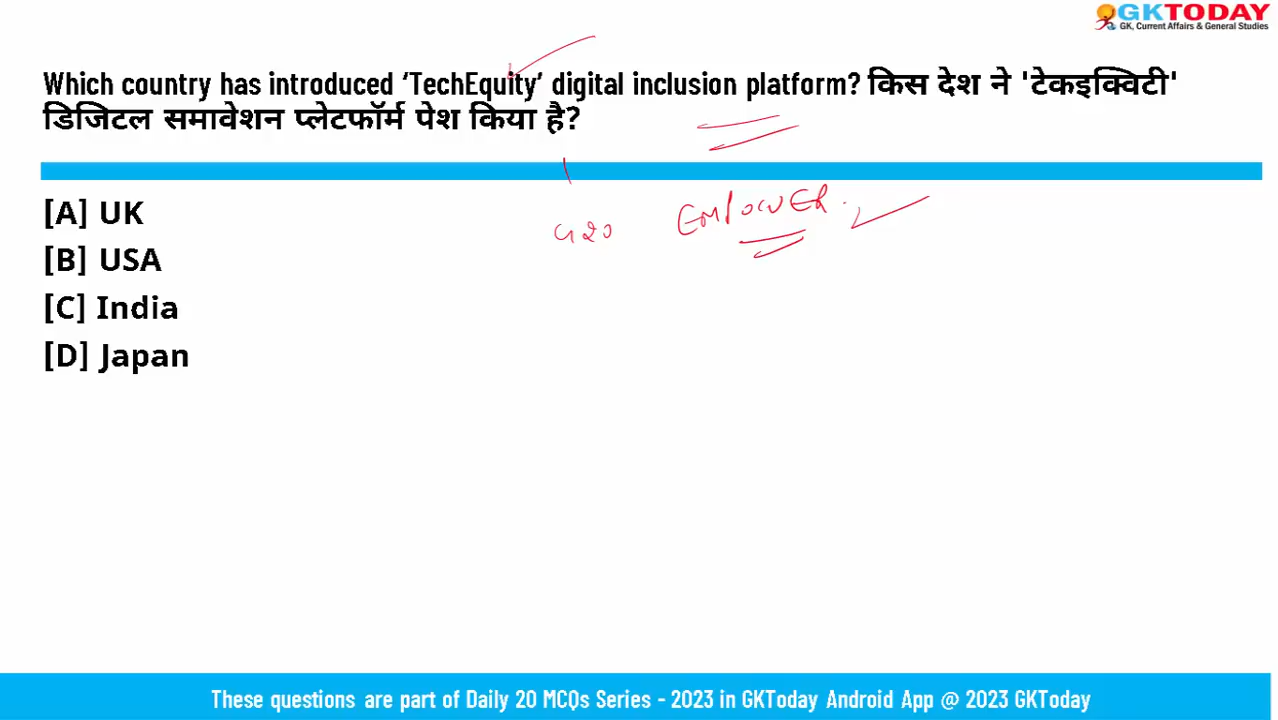 GKTODAY
GK, Current Affairs & General Studies
Which country has introduced ‘TechEquity’ digital inclusion platform? किस देश ने 'टेकइक्विटी'
डिजिटल समावेशन प्लेटफॉर्म पेश किया है?
G20 EMPOWER
[A] UK
[B] USA
[C] India
[D] Japan
These questions are part of Daily 20 MCQs Series - 2023 in GKToday Android App @ 2023 GKToday